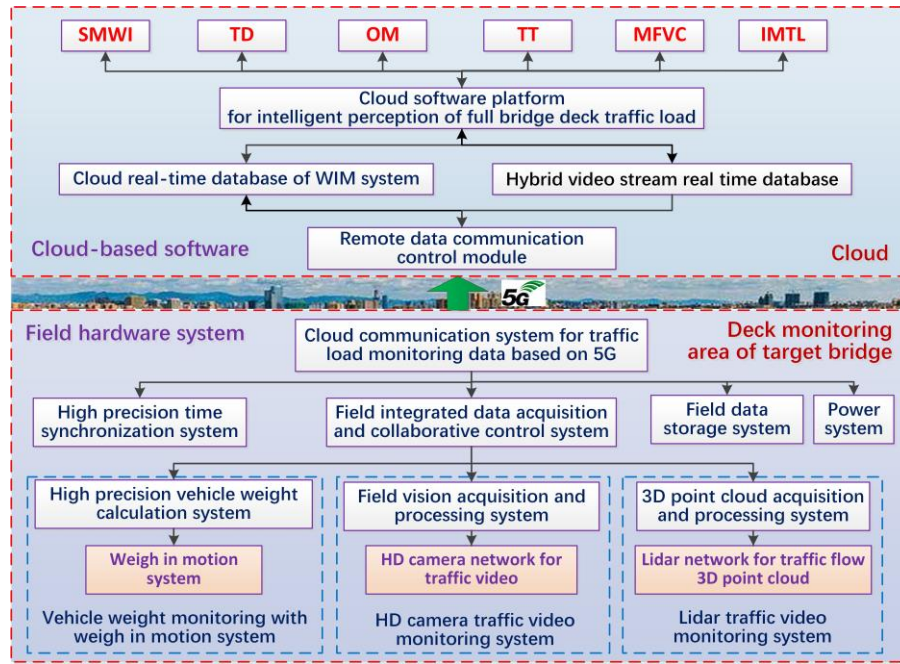 SMWI
TD
OM
TT
MFVC
IMTL
Cloud software platform
for intelligent perception of full bridge deck traffic load
Cloud real-time database of WIM system
Hybrid video stream real time database
Remote data communication
control module
Cloud-based software
Cloud
5G
Field hardware system
Cloud communication system for traffic
load monitoring data based on 5G
Deck monitoring
area of target bridge
High precision time
synchronization system
Field integrated data acquisition
and collaborative control system
Field data
storage system
Power
system
High precision vehicle weight
calculation system
Field vision acquisition and
processing system
3D point cloud acquisition
and processing system
Weigh in motion
system
HD camera network for
traffic video
Lidar network for traffic flow
3D point cloud
Vehicle weight monitoring with
weigh in motion system
HD camera traffic video
monitoring system
Lidar traffic video
monitoring system